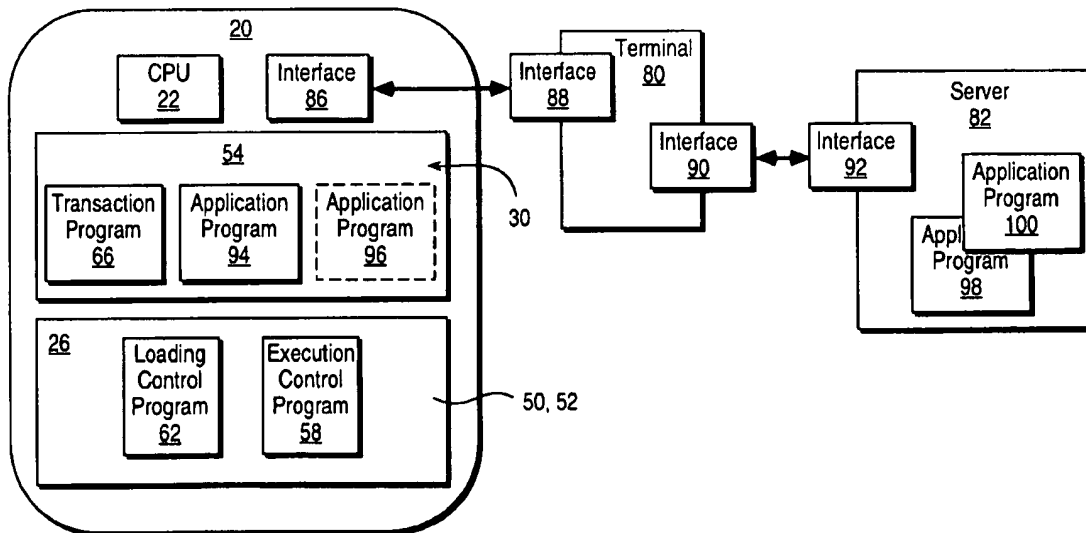 20
CPU
22
Interface
86
Interface
88
Terminal
80
Interface
90
Interface
92
Server
82
Application
Program
100
Program
98
54
30
Transaction
Program
66
Application
Program
94
Application
Program
96
26
Loading
Control
Program
62
Execution
Control
Program
58
50, 52